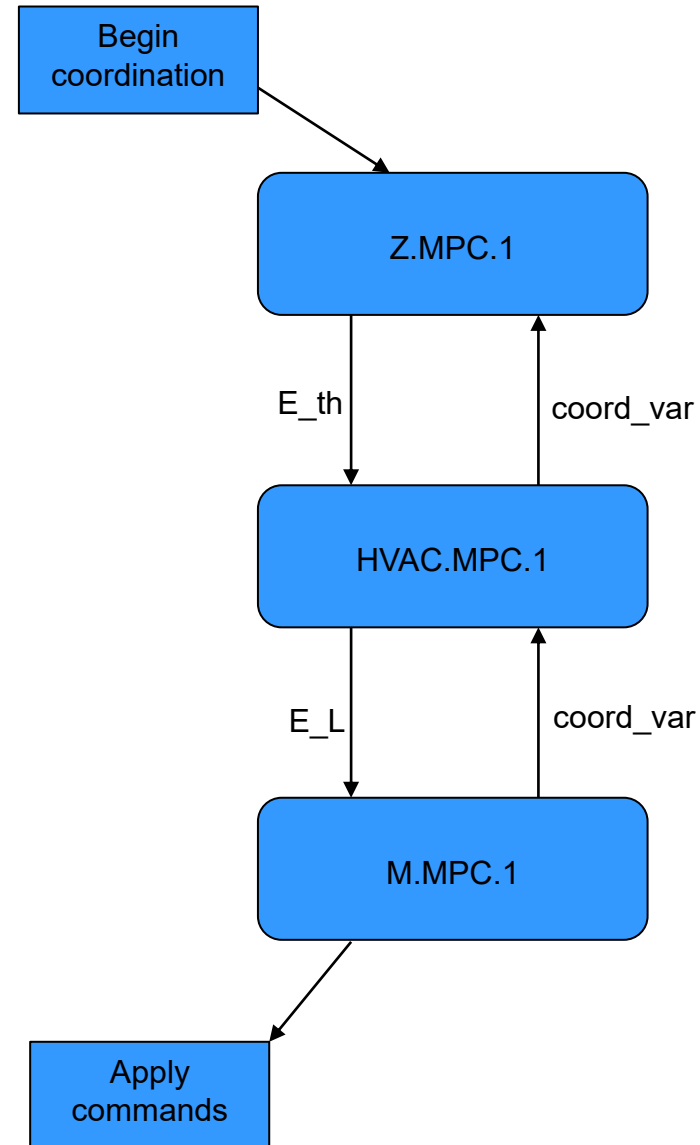 Begin
coordination
Z.MPC.1
E_th
coord_var
HVAC.MPC.1
E_L
coord_var
M.MPC.1
Apply
commands